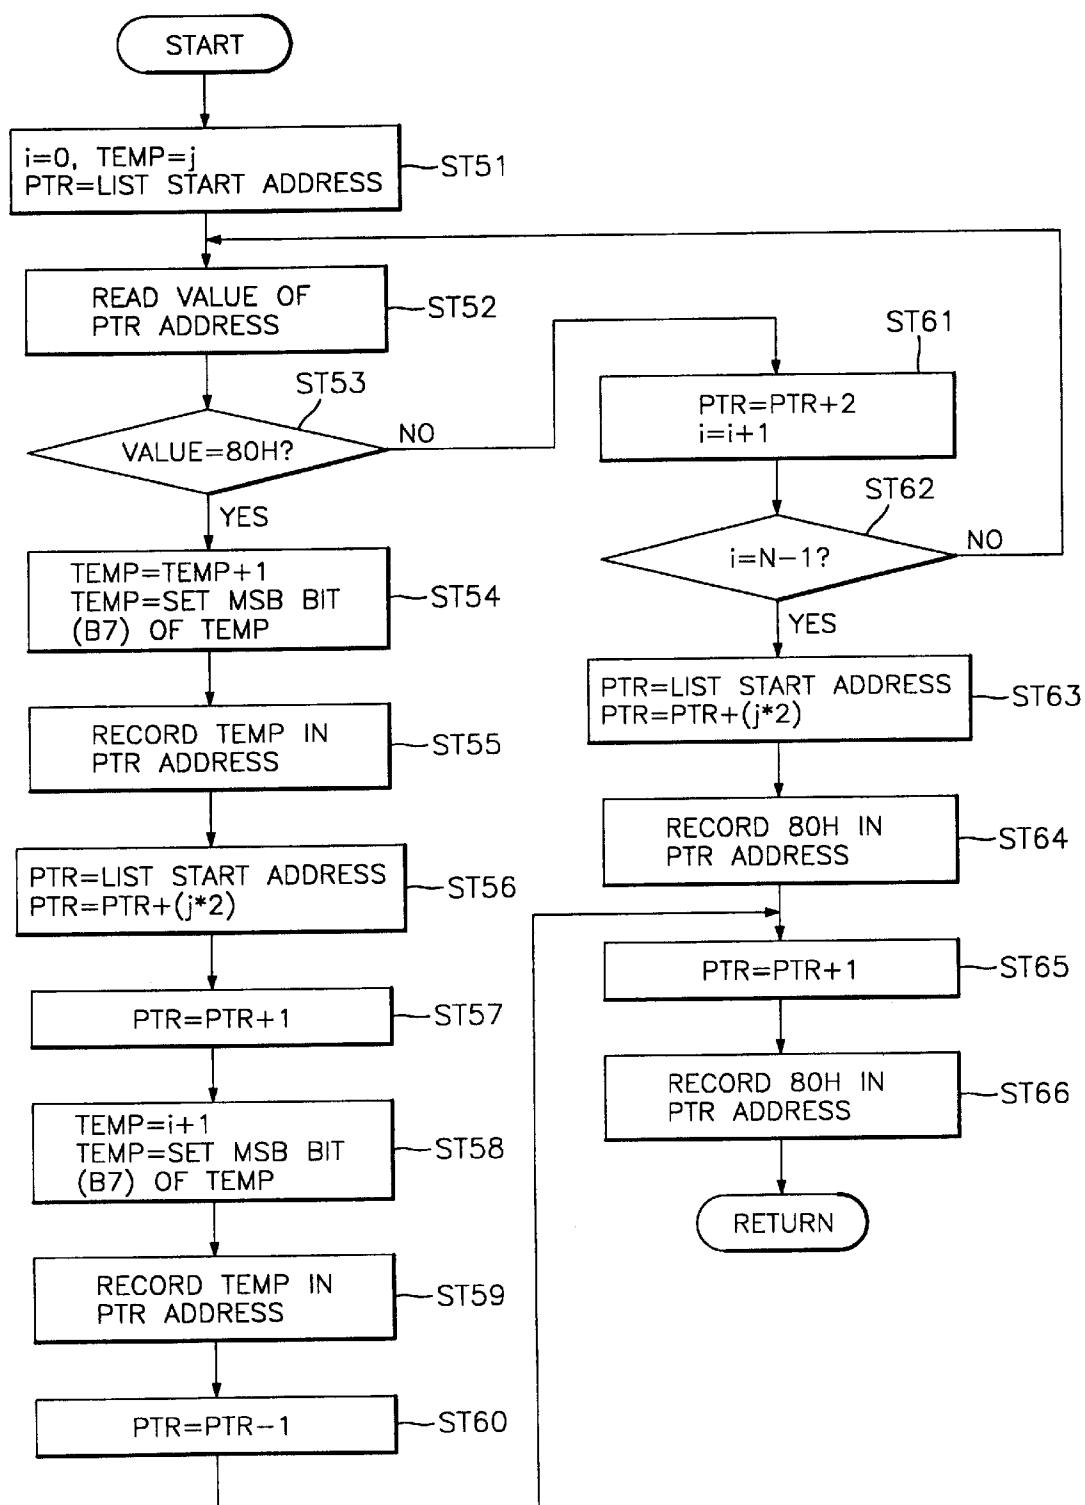 START
i=0, TEMP=j
PTR=LIST START ADDRESS
ST51
READ VALUE OF
PTR ADDRESS
ST52
ST53
VALUE=80H?
NO
YES
TEMP=TEMP+1
TEMP=SET MSB BIT
(B7) OF TEMP
ST54
RECORD TEMP IN
PTR ADDRESS
ST55
PTR=LIST START ADDRESS
PTR=PTR+(j*2)
ST56
PTR=PTR+1
ST57
TEMP=i+1
TEMP=SET MSB BIT
(B7) OF TEMP
ST58
RECORD TEMP IN
PTR ADDRESS
ST59
PTR=PTR-1
ST60
ST61
PTR=PTR+2
i=i+1
ST62
i=N-1?
NO
YES
PTR=LIST START ADDRESS
PTR=PTR+(j*2)
ST63
RECORD 80H IN
PTR ADDRESS
ST64
PTR=PTR+1
ST65
RECORD 80H IN
PTR ADDRESS
ST66
RETURN